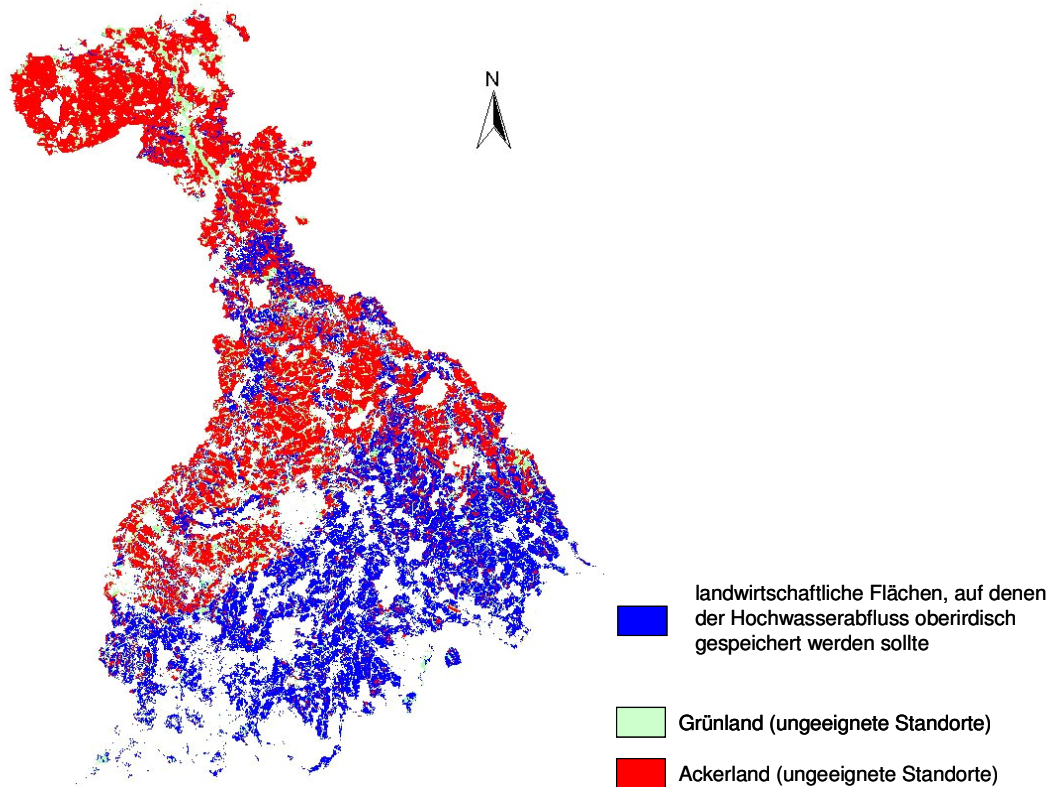 N
landwirtschaftliche Flächen, auf denen
der Hochwasserabfluss oberirdisch
gespeichert werden sollte
Grünland (ungeeignete Standorte)
Ackerland (ungeeignete Standorte)